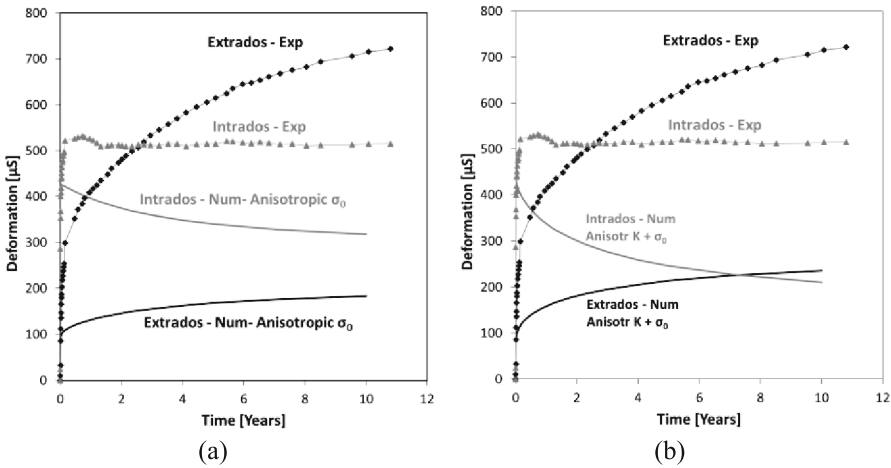 800
700
600
500
400
300
200
100
0
Deformation [µS]
Extrados - Exp
Intrados - Exp
Intrados - Num- Anisotropic σ0
Extrados - Num- Anisotropic σ0
0 2 4 6 8 10 12
Time [Years]
(a)
800
700
600
500
400
300
200
100
0
Deformation [µS]
Extrados - Exp
Intrados - Exp
Intrados - Num
Anisotr K + σ0
Extrados - Num
Anisotr K + σ0
0 2 4 6 8 10 12
Time [Years]
(b)